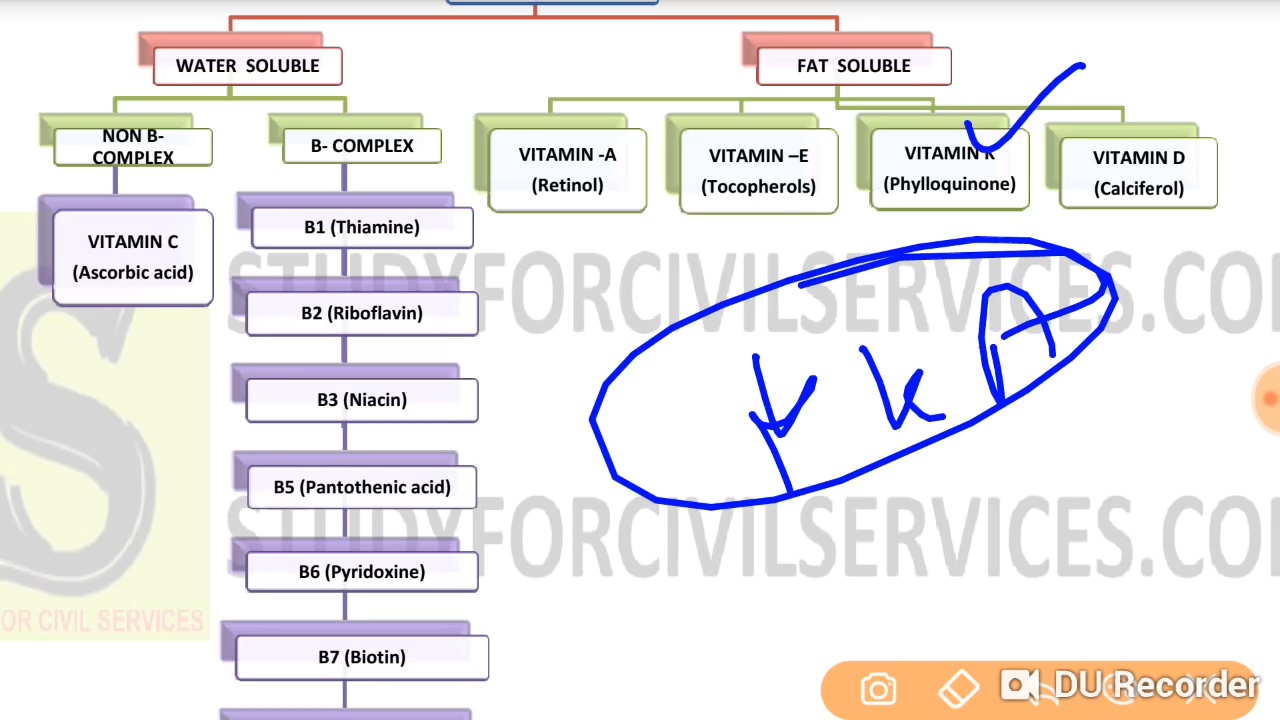 WATER SOLUBLE
FAT SOLUBLE
NON B-
COMPLEX
B- COMPLEX
VITAMIN -A
(Retinol)
VITAMIN –E
(Tocopherols)
VITAMIN K
(Phylloquinone)
VITAMIN D
(Calciferol)
VITAMIN C
(Ascorbic acid)
B1 (Thiamine)
B2 (Riboflavin)
B3 (Niacin)
B5 (Pantothenic acid)
B6 (Pyridoxine)
B7 (Biotin)
STUDYFORCIVILSERVICES.CO
STUDYFORCIVILSERVICES.CO
OR CIVIL SERVICES
DU Recorder